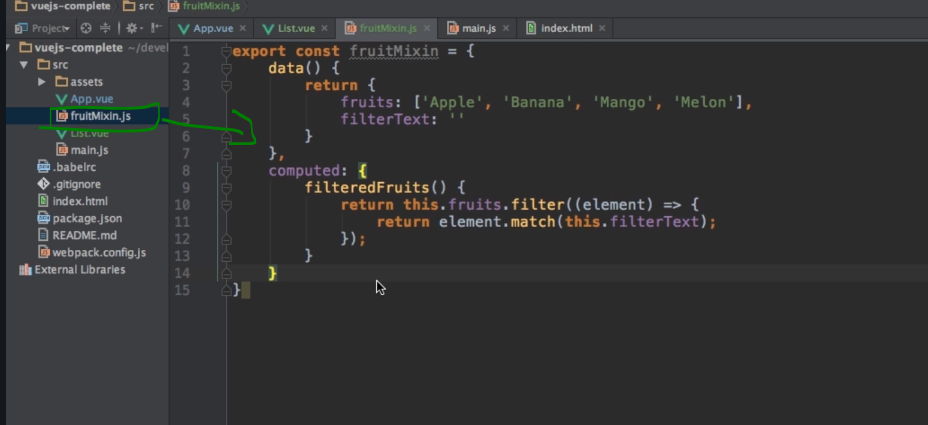 vuejs-complete src fruitMixin.js
Project App.vue List.vue fruitMixin.js main.js index.html
vuejs-complete ~/devel
src
assets
App.vue
fruitMixin.js
List.vue
main.js
.babelrc
.gitignore
index.html
package.json
README.md
webpack.config.js
External Libraries
1 export const fruitMixin = {
2 data() {
3 return {
4 fruits: ['Apple', 'Banana', 'Mango', 'Melon'],
5 filterText: ''
6 }
7 },
8 computed: {
9 filteredFruits() {
10 return this.fruits.filter((element) => {
11 return element.match(this.filterText);
12 });
13 }
14 }
15 }